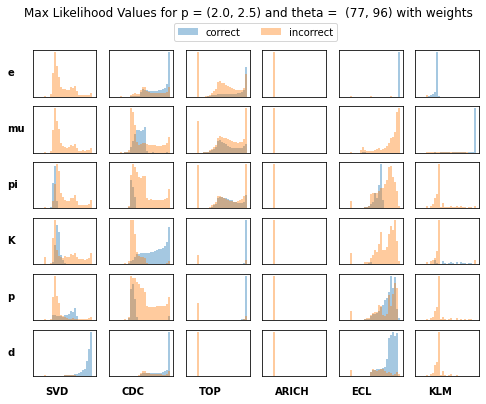 Max Likelihood Values for p = (2.0, 2.5) and theta =  (77, 96) with weights
correct incorrect
e
mu
pi
K
p
d
SVD CDC TOP ARICH ECL KLM